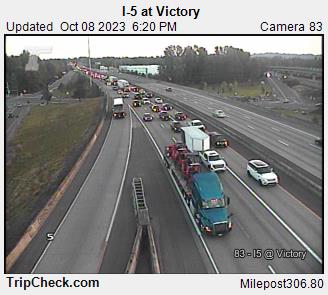 I-5 at Victory
Updated  Oct 08 2023  6:20 PM
Camera 83
5
83 - I5 @ Victory
TripCheck.com
Milepost306.80